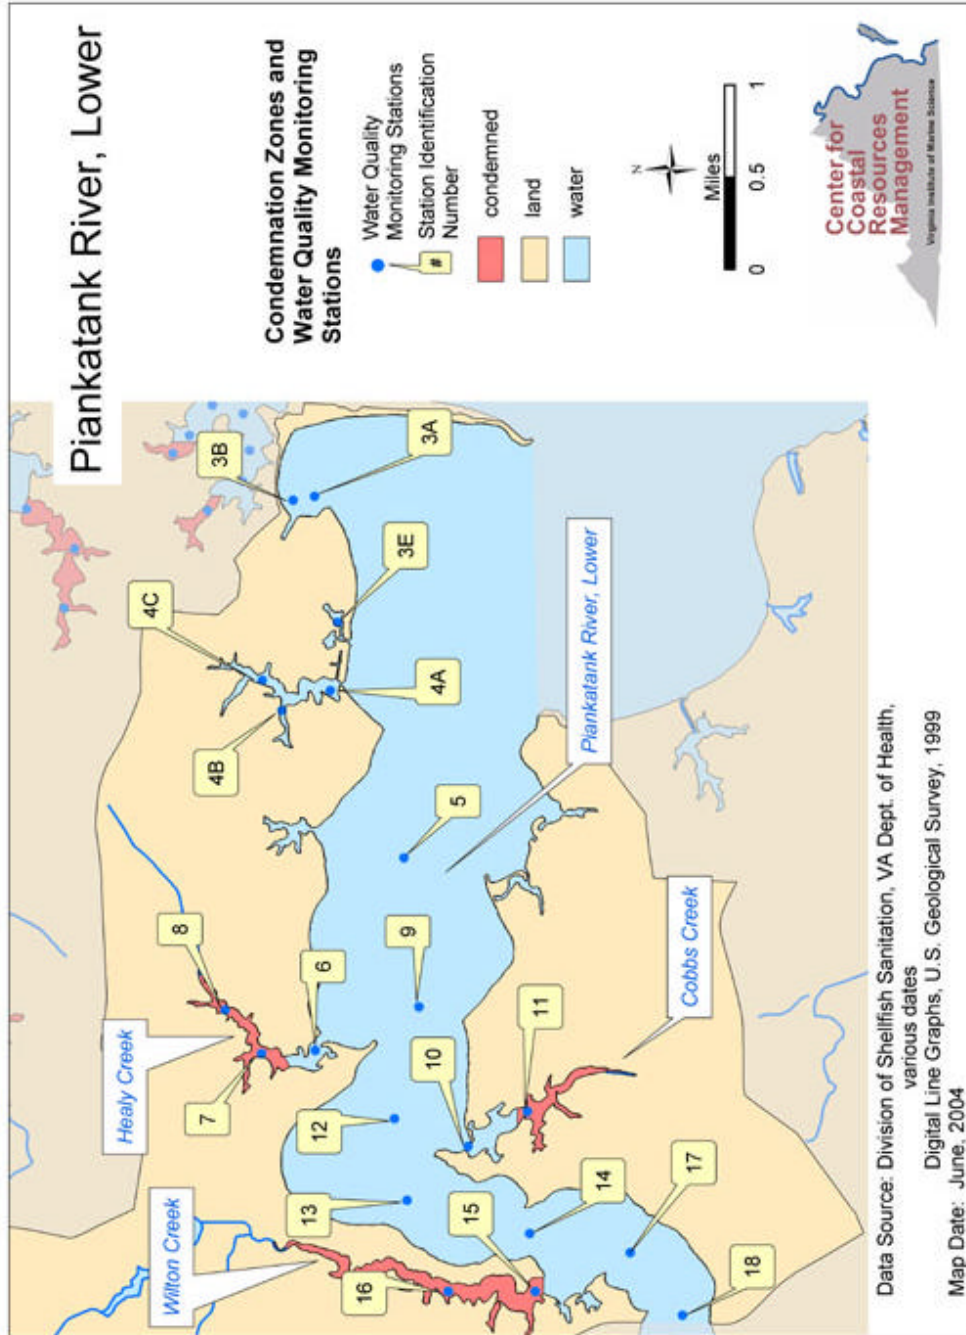 Piankatank River, Lower
Condemnation Zones and
Water Quality Monitoring
Stations
Water Quality
Monitoring Stations
#
Station Identification
Number
condemned
land
water
N
Miles
0
0.5
1
Center for
Coastal
Resources
Management
Virginia Institute of Marine Science
Wilton Creek
Healy Creek
Cobbs Creek
Piankatank River, Lower
3B
3A
3E
4C
4B
4A
5
8
6
9
7
10
11
12
13
15
14
16
17
18
Data Source: Division of Shellfish Sanitation, VA Dept. of Health,
various dates
Digital Line Graphs, U.S. Geological Survey, 1999
Map Date: June, 2004